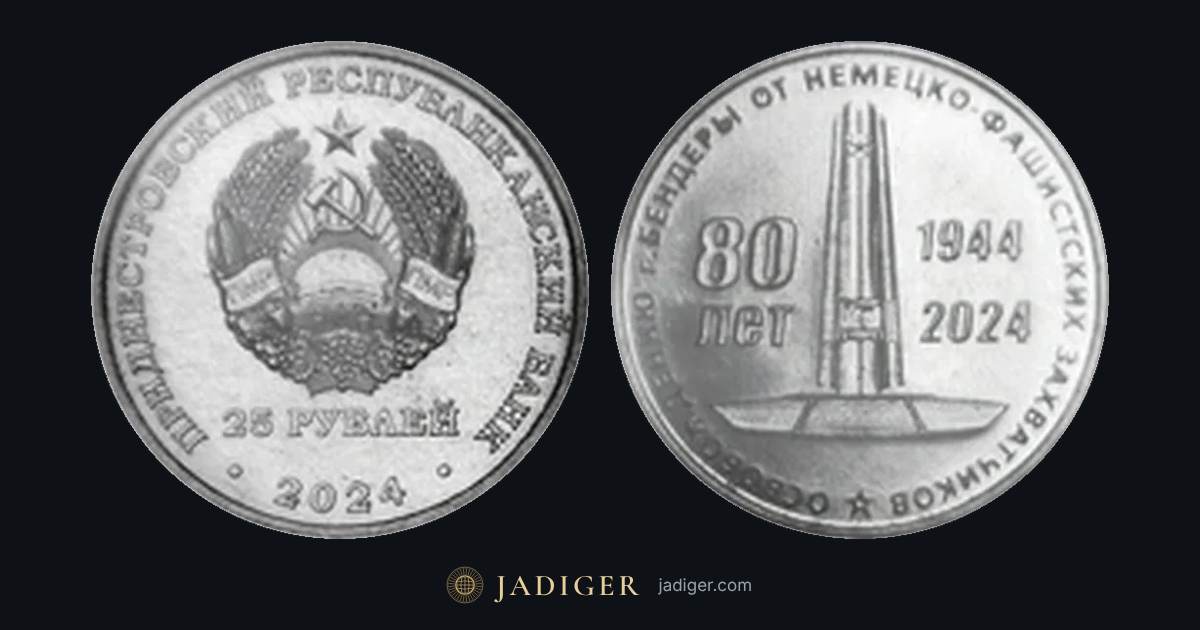 ПРИДНЕСТРОВСКИЙ РЕСПУБЛИКАНСКИЙ БАНК
25 РУБЛЕЙ
• 2024 •
ОСВОБОЖДЕНИЮ Г. БЕНДЕРЫ ОТ НЕМЕЦКО-ФАШИСТСКИХ ЗАХВАТЧИКОВ
80
лет
1944
2024
JADIGER
jadiger.com